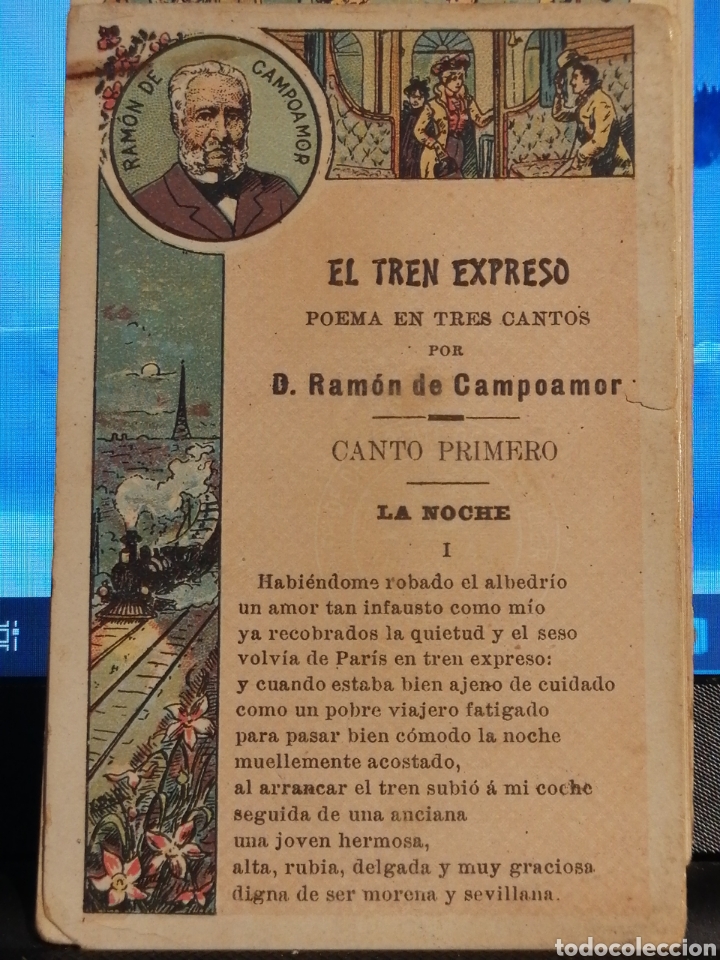 RAMÓN DE CAMPOAMOR
EL TREN EXPRESO
POEMA EN TRES CANTOS
POR
D. Ramón de Campoamor
CANTO PRIMERO
LA NOCHE
I
Habiéndome robado el albedrío
un amor tan infausto como mío
ya recobrados la quietud y el seso
volvía de París en tren expreso:
y cuando estaba bien ajeno de cuidado
como un pobre viajero fatigado
para pasar bien cómodo la noche
muellemente acostado,
al arrancar el tren subió á mi coche
seguida de una anciana
una joven hermosa,
alta, rubia, delgada y muy graciosa
digna de ser morena y sevillana.
todocoleccion